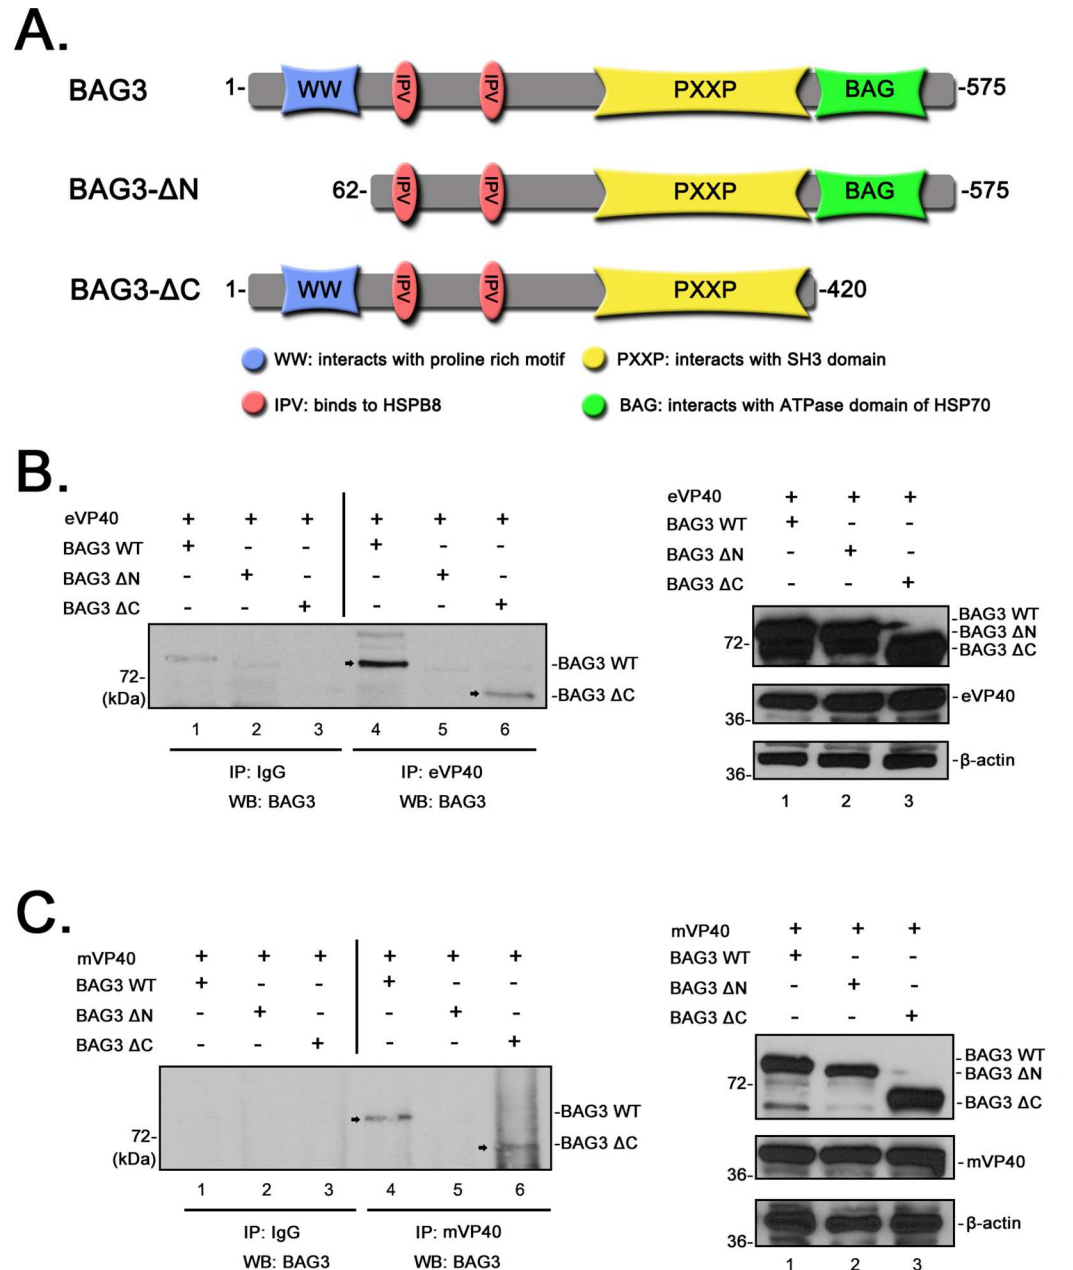 A.
BAG3 1- WW IPV IPV PXXP BAG -575
BAG3-ΔN 62- IPV IPV PXXP BAG -575
BAG3-ΔC 1- WW IPV IPV PXXP -420
WW: interacts with proline rich motif PXXP: interacts with SH3 domain
IPV: binds to HSPB8 BAG: interacts with ATPase domain of HSP70
B.
eVP40 + + + + + +
BAG3 WT + - - + - -
BAG3 ΔN - + - - + -
BAG3 ΔC - - + - - +
72-
(kDa)
-BAG3 WT
-BAG3 ΔC
1 2 3 4 5 6
IP: IgG IP: eVP40
WB: BAG3 WB: BAG3
eVP40 + + +
BAG3 WT + - -
BAG3 ΔN - + -
BAG3 ΔC - - +
72-
-BAG3 WT
-BAG3 ΔN
-BAG3 ΔC
36-
-eVP40
36-
-β-actin
1 2 3
C.
mVP40 + + + + + +
BAG3 WT + - - + - -
BAG3 ΔN - + - - + -
BAG3 ΔC - - + - - +
72-
(kDa)
-BAG3 WT
-BAG3 ΔC
1 2 3 4 5 6
IP: IgG IP: mVP40
WB: BAG3 WB: BAG3
mVP40 + + +
BAG3 WT + - -
BAG3 ΔN - + -
BAG3 ΔC - - +
72-
-BAG3 WT
-BAG3 ΔN
-BAG3 ΔC
36-
-mVP40
36-
-β-actin
1 2 3